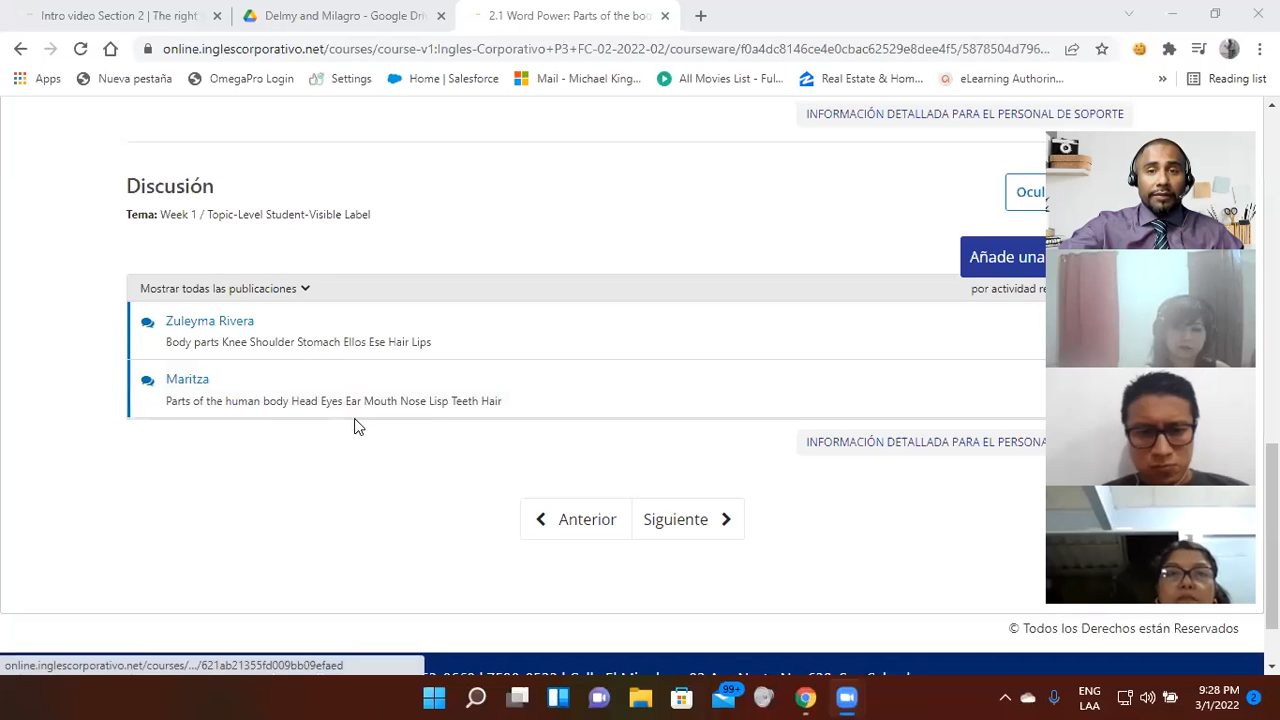 Intro video Section 2 | The right
Delmy and Milagro - Google Dri
2.1 Word Power: Parts of the boo
online.inglescorporativo.net/courses/course-v1:Ingles-Corporativo+P3+FC-02-2022-02/courseware/f0a4dc8146ce4e0cbac62529e8dee4f5/5878504d796...
Apps
Nueva pestaña
OmegaPro Login
Settings
Home | Salesforce
Mail - Michael King...
All Movies List - Ful...
Real Estate & Hom...
eLearning Authorin...
»
Reading list
INFORMACIÓN DETALLADA PARA EL PERSONAL DE SOPORTE
Discusión
Ocul
Tema: Week 1 / Topic-Level Student-Visible Label
Añade una
Mostrar todas las publicaciones
por actividad re
Zuleyma Rivera
Body parts Knee Shoulder Stomach Ellos Ese Hair Lips
Maritza
Parts of the human body Head Eyes Ear Mouth Nose Lisp Teeth Hair
INFORMACIÓN DETALLADA PARA EL PERSONA
Anterior
Siguiente
© Todos los Derechos están Reservados
online.inglescorporativo.net/courses/.../621ab21355fd009bb09efaed
99+
ENG
LAA
9:28 PM
3/1/2022
2